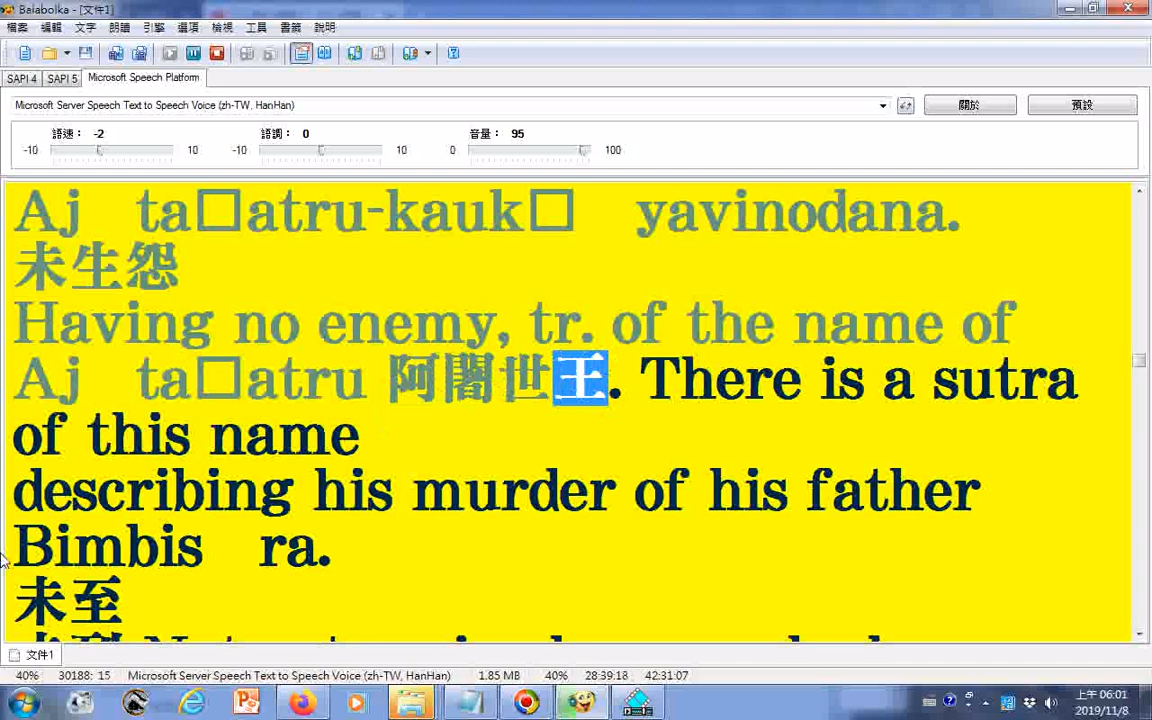 Balabolka - [文件1]
檔案 編輯 文字 朗讀 引擎 選項 檢視 工具 書籤 說明
SAPI 4 SAPI 5 Microsoft Speech Platform
Microsoft Server Speech Text to Speech Voice (zh-TW, HanHan) 關於 預設
語速： -2 語調： 0 音量： 95
-10 10 -10 10 0 100
Aj ta□atru-kauk□ yavinodana.
未生怨
Having no enemy, tr. of the name of
Aj ta□atru 阿闍世王. There is a sutra
of this name
describing his murder of his father
Bimbis ra.
未至
文件1
40% 30188: 15 Microsoft Server Speech Text to Speech Voice (zh-TW, HanHan) 1.85 MB 40% 28:39:18 42:31:07
上午 06:01
2019/11/8